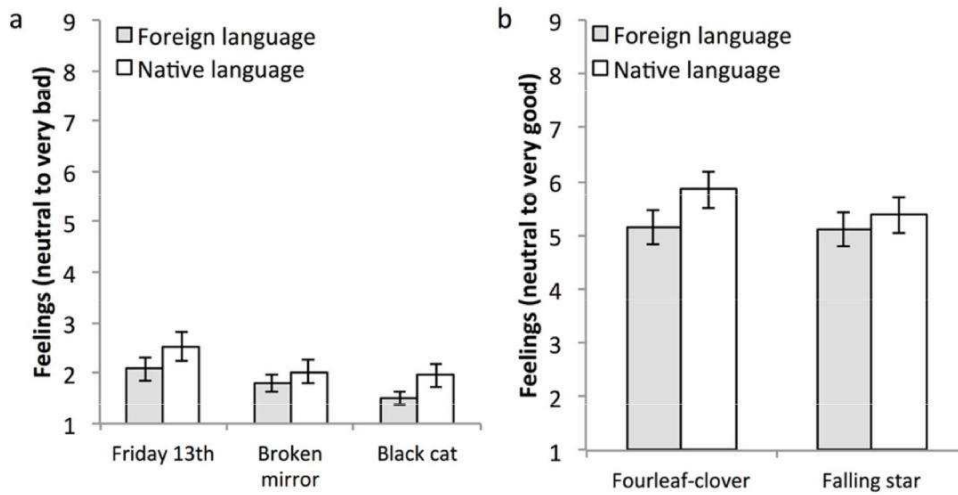 a
Feelings (neutral to very bad)
9
8
7
6
5
4
3
2
1
Foreign language
Native language
Friday 13th
Broken
mirror
Black cat
b
Feelings (neutral to very good)
9
8
7
6
5
4
3
2
1
Foreign language
Native language
Fourleaf-clover
Falling star